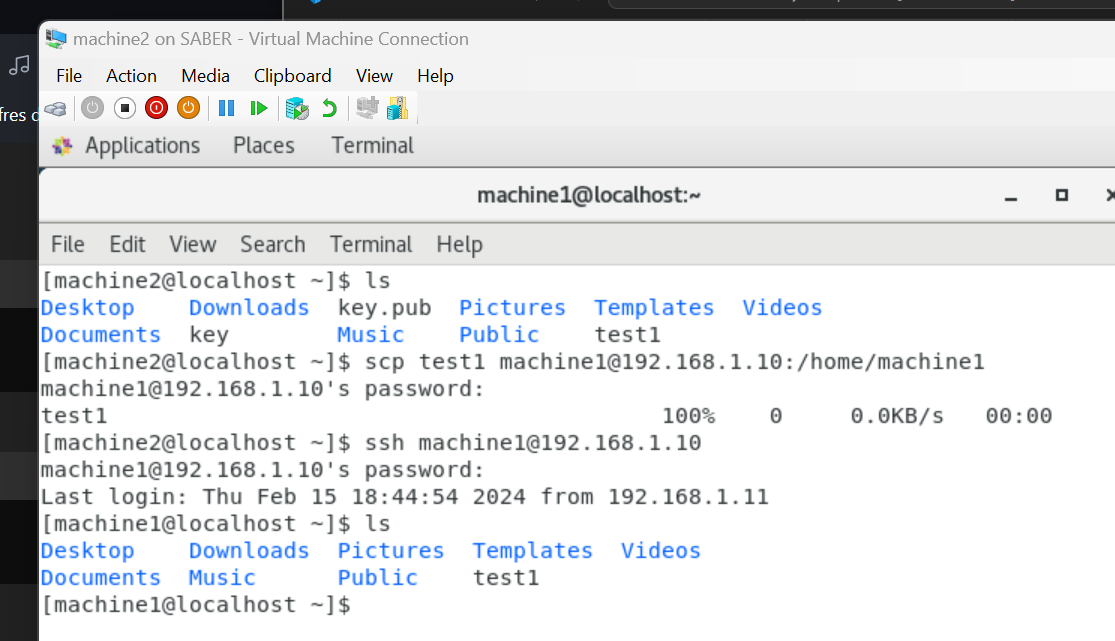 machine2 on SABER - Virtual Machine Connection
File Action Media Clipboard View Help
fres d
Applications Places Terminal
machine1@localhost:~
File Edit View Search Terminal Help
[machine2@localhost ~]$ ls
Desktop Downloads key.pub Pictures Templates Videos
Documents key Music Public test1
[machine2@localhost ~]$ scp test1 machine1@192.168.1.10:/home/machine1
machine1@192.168.1.10's password:
test1 100% 0 0.0KB/s 00:00
[machine2@localhost ~]$ ssh machine1@192.168.1.10
machine1@192.168.1.10's password:
Last login: Thu Feb 15 18:44:54 2024 from 192.168.1.11
[machine1@localhost ~]$ ls
Desktop Downloads Pictures Templates Videos
Documents Music Public test1
[machine1@localhost ~]$